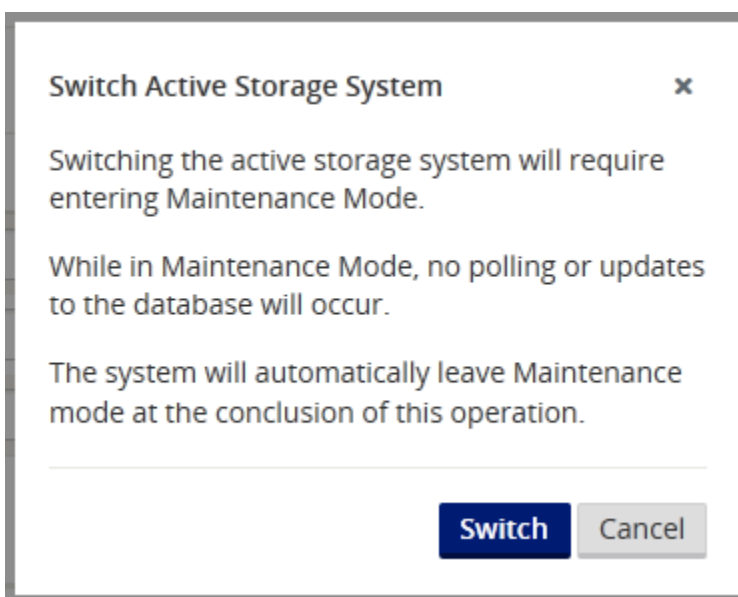 Switch Active Storage System
×
Switching the active storage system will require
entering Maintenance Mode.
While in Maintenance Mode, no polling or updates
to the database will occur.
The system will automatically leave Maintenance
mode at the conclusion of this operation.
Switch Cancel